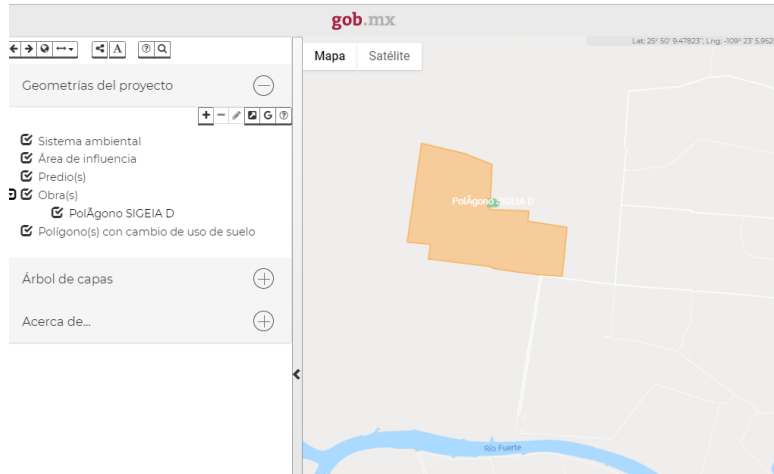 gob.mx
Lat: 25° 50' 9.47823", Lng: -109° 23' 5.952
A
Geometrías del proyecto
G
Sistema ambiental
Área de influencia
Predio(s)
Obra(s)
PolÃgono SIGEIA D
Polígono(s) con cambio de uso de suelo
Árbol de capas
Acerca de...
Mapa Satélite
PolÃgono SIGEIA D
Río Fuerte